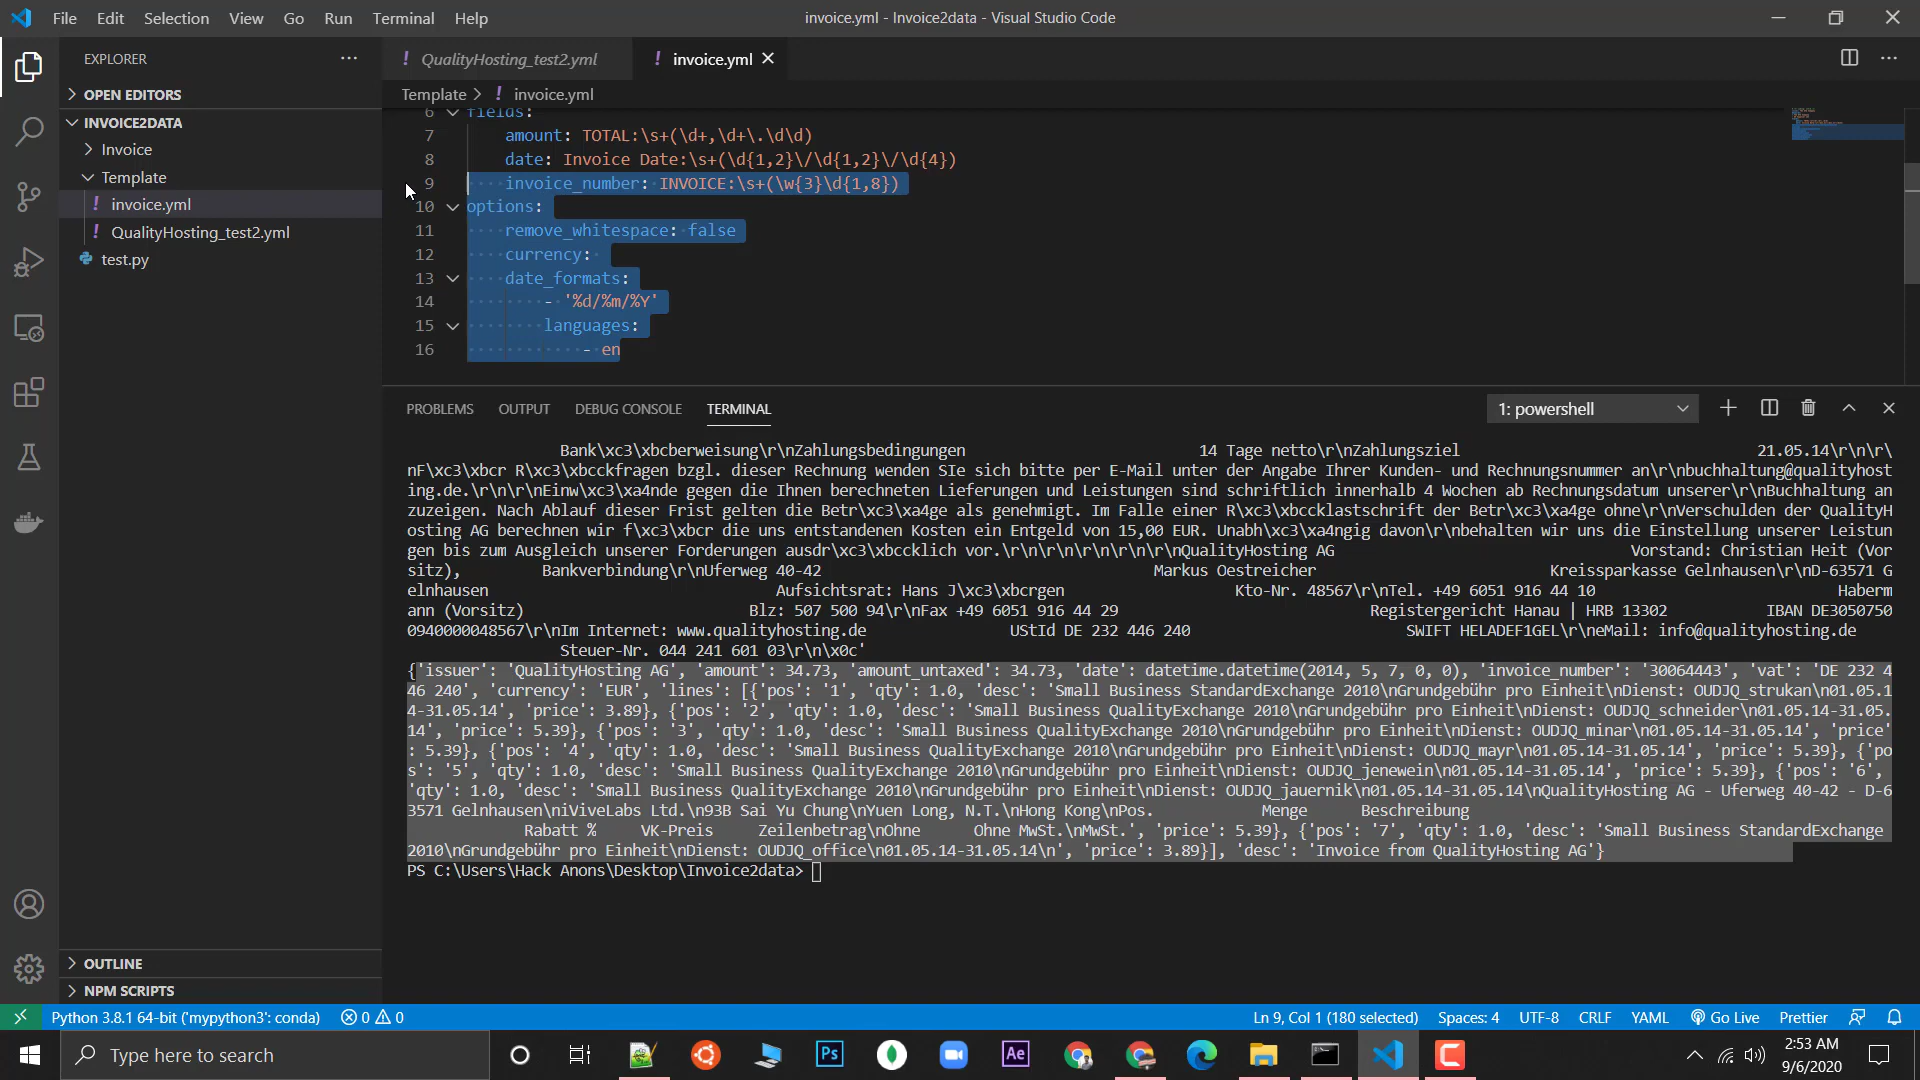 File Edit Selection View Go Run Terminal Help
invoice.yml - Invoice2data - Visual Studio Code
EXPLORER
OPEN EDITORS
INVOICE2DATA
Invoice
Template
! invoice.yml
! QualityHosting_test2.yml
test.py
OUTLINE
NPM SCRIPTS
! QualityHosting_test2.yml
! invoice.yml
Template > ! invoice.yml
6 fields:
7 amount: TOTAL:\s+(\d+,\d+\.\d\d)
8 date: Invoice Date:\s+(\d{1,2}\/\d{1,2}\/\d{4})
9 invoice_number: INVOICE:\s+(\w{3}\d{1,8})
10 options:
11 remove_whitespace: false
12 currency:
13 date_formats:
14 - '%d/%m/%Y'
15 languages:
16 - en
PROBLEMS OUTPUT DEBUG CONSOLE TERMINAL
1: powershell
Bank\xc3\xbcberweisung\r\nZahlungsbedingungen 14 Tage netto\r\nZahlungsziel 21.05.14\r\n\r\
nF\xc3\xbcr R\xc3\xbcckfragen bzgl. dieser Rechnung wenden SIe sich bitte per E-Mail unter der Angabe Ihrer Kunden- und Rechnungsnummer an\r\nbuchhaltung@qualityhost
ing.de.\r\n\r\nEinw\xc3\xa4nde gegen die Ihnen berechneten Lieferungen und Leistungen sind schriftlich innerhalb 4 Wochen ab Rechnungsdatum unserer\r\nBuchhaltung an
zuzeigen. Nach Ablauf dieser Frist gelten die Betr\xc3\xa4ge als genehmigt. Im Falle einer R\xc3\xbccklastschrift der Betr\xc3\xa4ge ohne\r\nVerschulden der QualityH
osting AG berechnen wir f\xc3\xbcr die uns entstandenen Kosten ein Entgeld von 15,00 EUR. Unabh\xc3\xa4ngig davon\r\nbehalten wir uns die Einstellung unserer Leistun
gen bis zum Ausgleich unserer Forderungen ausdr\xc3\xbccklich vor.\r\n\r\n\r\n\r\n\r\nQualityHosting AG Vorstand: Christian Heit (Vor
sitz), Bankverbindung\r\nUferweg 40-42 Markus Oestreicher Kreissparkasse Gelnhausen\r\nD-63571 G
elnhausen Aufsichtsrat: Hans J\xc3\xbcrgen Kto-Nr. 48567\r\nTel. +49 6051 916 44 10 Haberm
ann (Vorsitz) Blz: 507 500 94\r\nFax +49 6051 916 44 29 Registergericht Hanau | HRB 13302 IBAN DE3050750
0940000048567\r\nIm Internet: www.qualityhosting.de UStId DE 232 446 240 SWIFT HELADEF1GEL\r\neMail: info@qualityhosting.de
Steuer-Nr. 044 241 601 03\r\n\x0c'
{'issuer': 'QualityHosting AG', 'amount': 34.73, 'amount_untaxed': 34.73, 'date': datetime.datetime(2014, 5, 7, 0, 0), 'invoice_number': '30064443', 'vat': 'DE 232 4
46 240', 'currency': 'EUR', 'lines': [{'pos': '1', 'qty': 1.0, 'desc': 'Small Business StandardExchange 2010\nGrundgebühr pro Einheit\nDienst: OUDJQ_strukan\n01.05.1
4-31.05.14', 'price': 3.89}, {'pos': '2', 'qty': 1.0, 'desc': 'Small Business QualityExchange 2010\nGrundgebühr pro Einheit\nDienst: OUDJQ_schneider\n01.05.14-31.05.
14', 'price': 5.39}, {'pos': '3', 'qty': 1.0, 'desc': 'Small Business QualityExchange 2010\nGrundgebühr pro Einheit\nDienst: OUDJQ_minar\n01.05.14-31.05.14', 'price'
: 5.39}, {'pos': '4', 'qty': 1.0, 'desc': 'Small Business QualityExchange 2010\nGrundgebühr pro Einheit\nDienst: OUDJQ_mayr\n01.05.14-31.05.14', 'price': 5.39}, {'po
s': '5', 'qty': 1.0, 'desc': 'Small Business QualityExchange 2010\nGrundgebühr pro Einheit\nDienst: OUDJQ_jenewein\n01.05.14-31.05.14', 'price': 5.39}, {'pos': '6',
'qty': 1.0, 'desc': 'Small Business QualityExchange 2010\nGrundgebühr pro Einheit\nDienst: OUDJQ_jauernik\n01.05.14-31.05.14\nQualityHosting AG - Uferweg 40-42 - D-6
3571 Gelnhausen\niViveLabs Ltd.\n93B Sai Yu Chung\nYuen Long, N.T.\nHong Kong\nPos. Menge Beschreibung
Rabatt % VK-Preis Zeilenbetrag\nOhne Ohne MwSt.\nMwSt.', 'price': 5.39}, {'pos': '7', 'qty': 1.0, 'desc': 'Small Business StandardExchange
2010\nGrundgebühr pro Einheit\nDienst: OUDJQ_office\n01.05.14-31.05.14\n', 'price': 3.89}], 'desc': 'Invoice from QualityHosting AG'}
PS C:\Users\Hack Anons\Desktop\Invoice2data>
Python 3.8.1 64-bit ('mypython3': conda) 0 0 Ln 9, Col 1 (180 selected) Spaces: 4 UTF-8 CRLF YAML Go Live Prettier
Type here to search
Ps
Ae
2:53 AM
9/6/2020